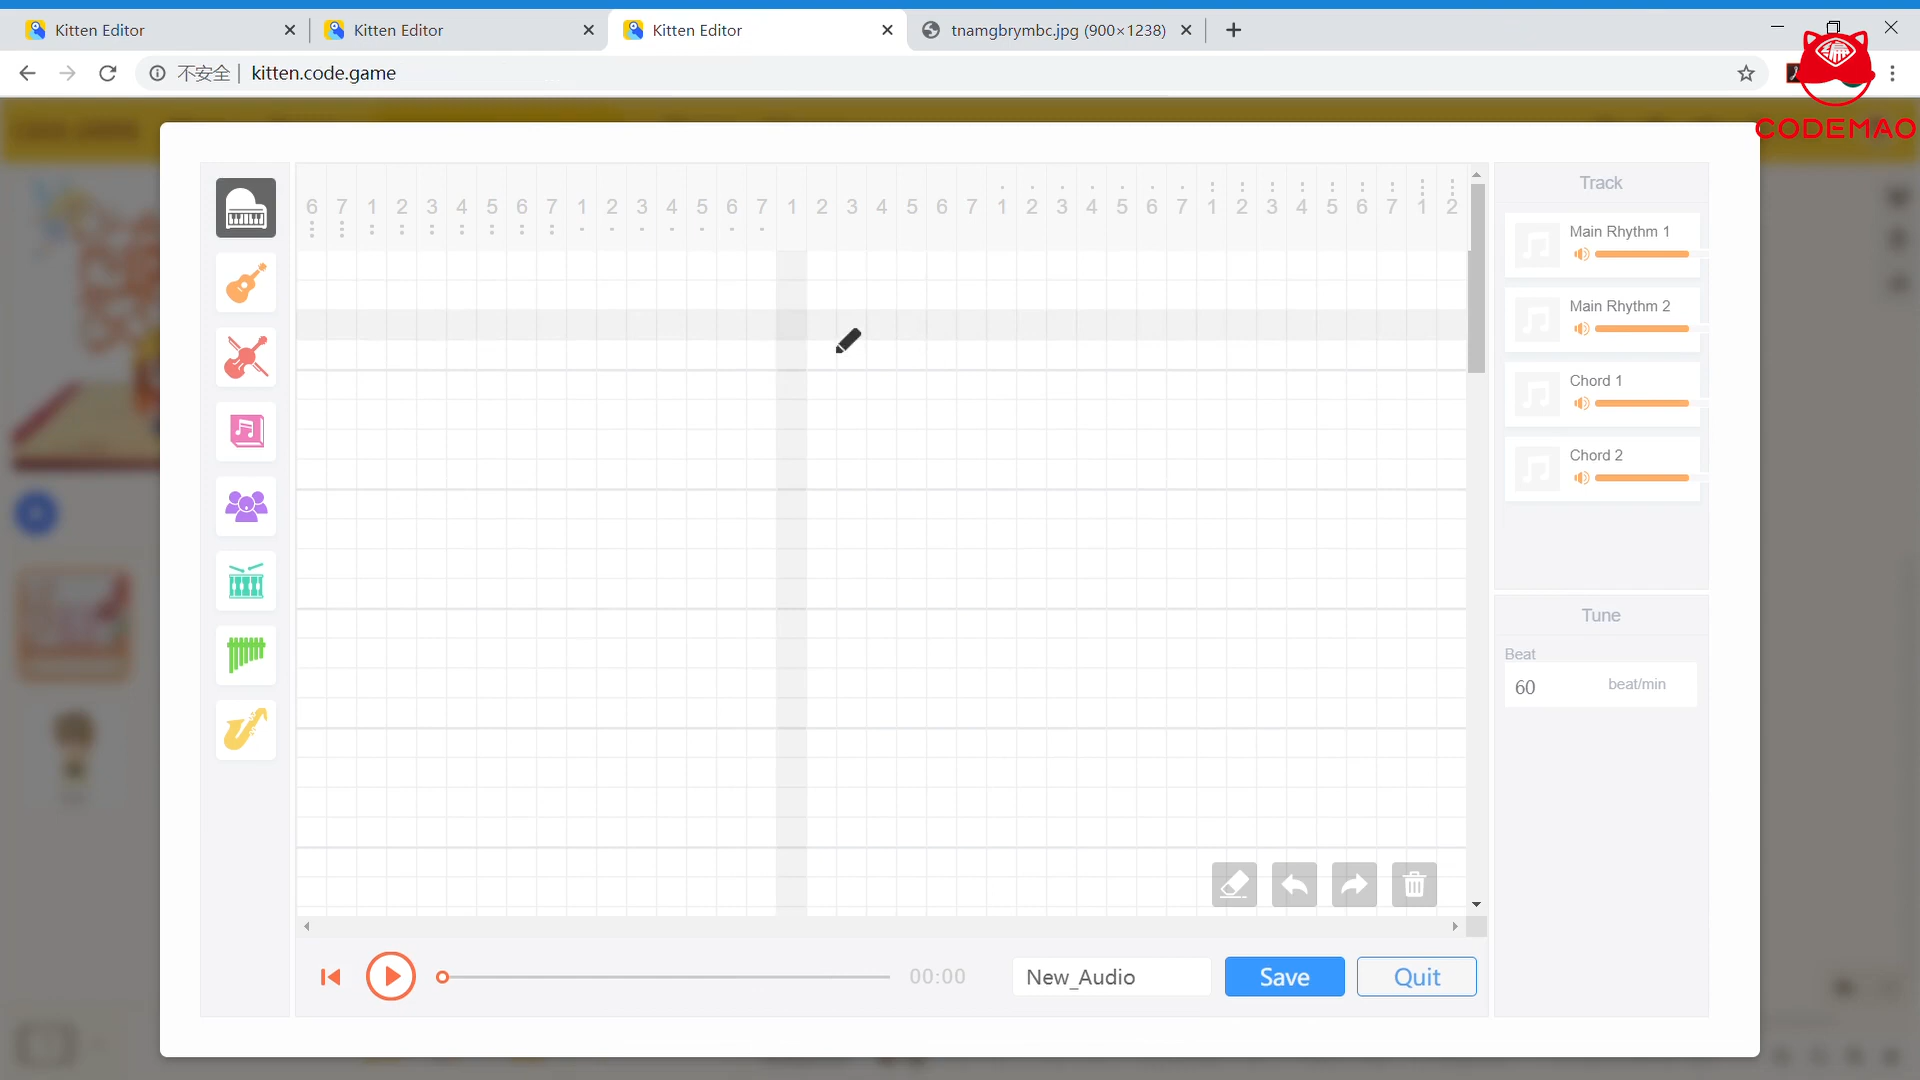 Kitten Editor
Kitten Editor
Kitten Editor
tnamgbrymbc.jpg (900×1238)
不安全 kitten.code.game
CODEMAO
6 7 1 2 3 4 5 6 7 1 2 3 4 5 6 7 1 2 3 4 5 6 7 1 2 3 4 5 6 7 1 2 3 4 5 6 7 1 2
Track
Main Rhythm 1
Main Rhythm 2
Chord 1
Chord 2
Tune
Beat
60 beat/min
00:00
New_Audio
Save
Quit